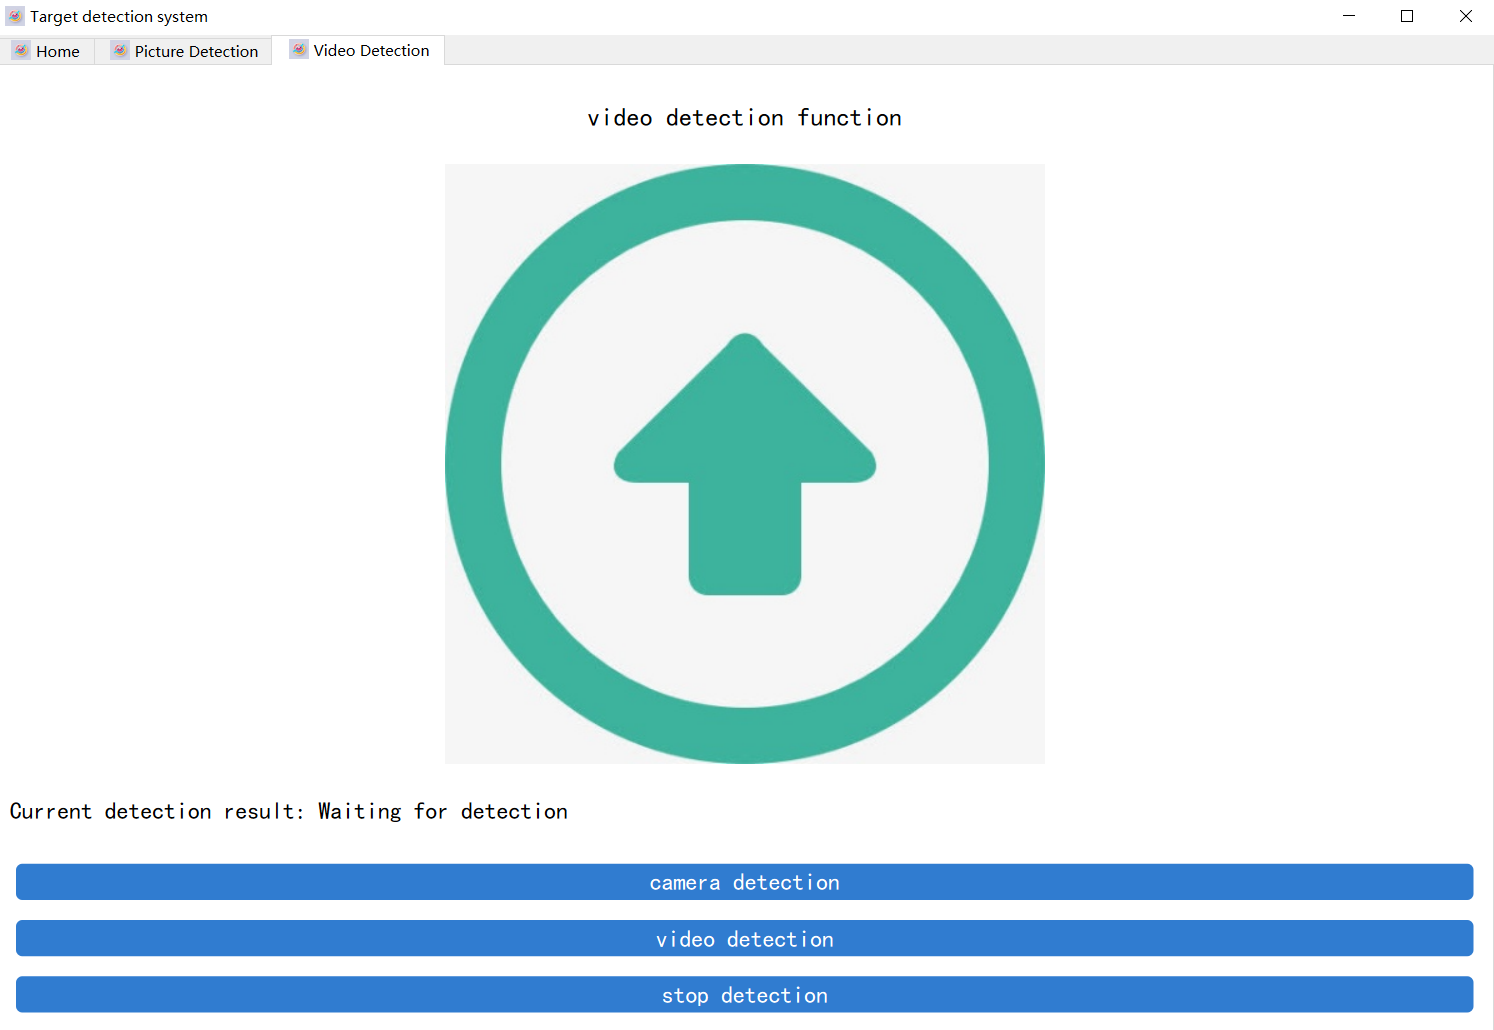 Target detection system
Home
Picture Detection
Video Detection
video detection function
Current detection result: Waiting for detection
camera detection
video detection
stop detection